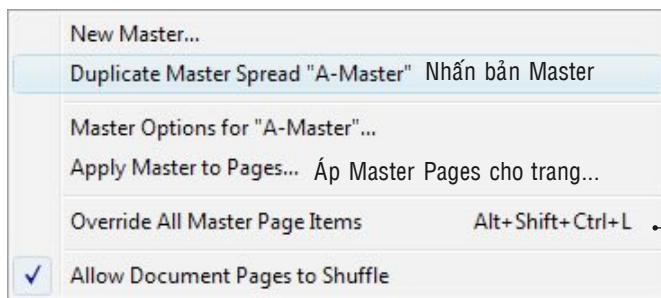 New Master...
Duplicate Master Spread "A-Master" Nhấn bản Master
Master Options for "A-Master"...
Apply Master to Pages... Áp Master Pages cho trang...
Override All Master Page Items Alt+Shift+Ctrl+L
Allow Document Pages to Shuffle